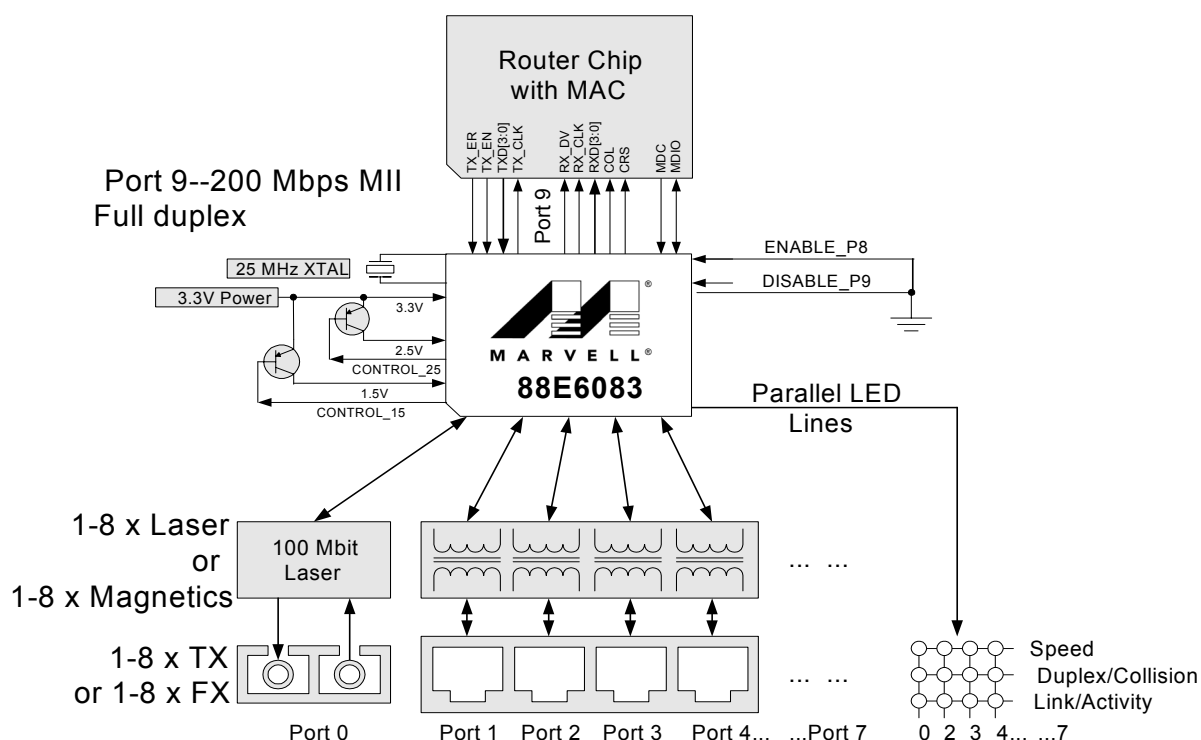 Router Chip
with MAC
TX_ER
TX_EN
TXD[3:0]
TX_CLK
RX_DV
RX_CLK
RXD[3:0]
COL
CRS
MDC
MDIO
Port 9--200 Mbps MII
Full duplex
Port 9
ENABLE_P8
25 MHz XTAL
DISABLE_P9
3.3V Power
3.3V
®
2.5V
MARVELL®
CONTROL_25
88E6083
1.5V
CONTROL_15
Parallel LED
Lines
1-8 x Laser
or
1-8 x Magnetics
100 Mbit
Laser
... ...
1-8 x TX
or 1-8 x FX
... ...
Speed
Duplex/Collision
Link/Activity
Port 0 Port 1 Port 2 Port 3 Port 4... ...Port 7 0 2 3 4... ...7